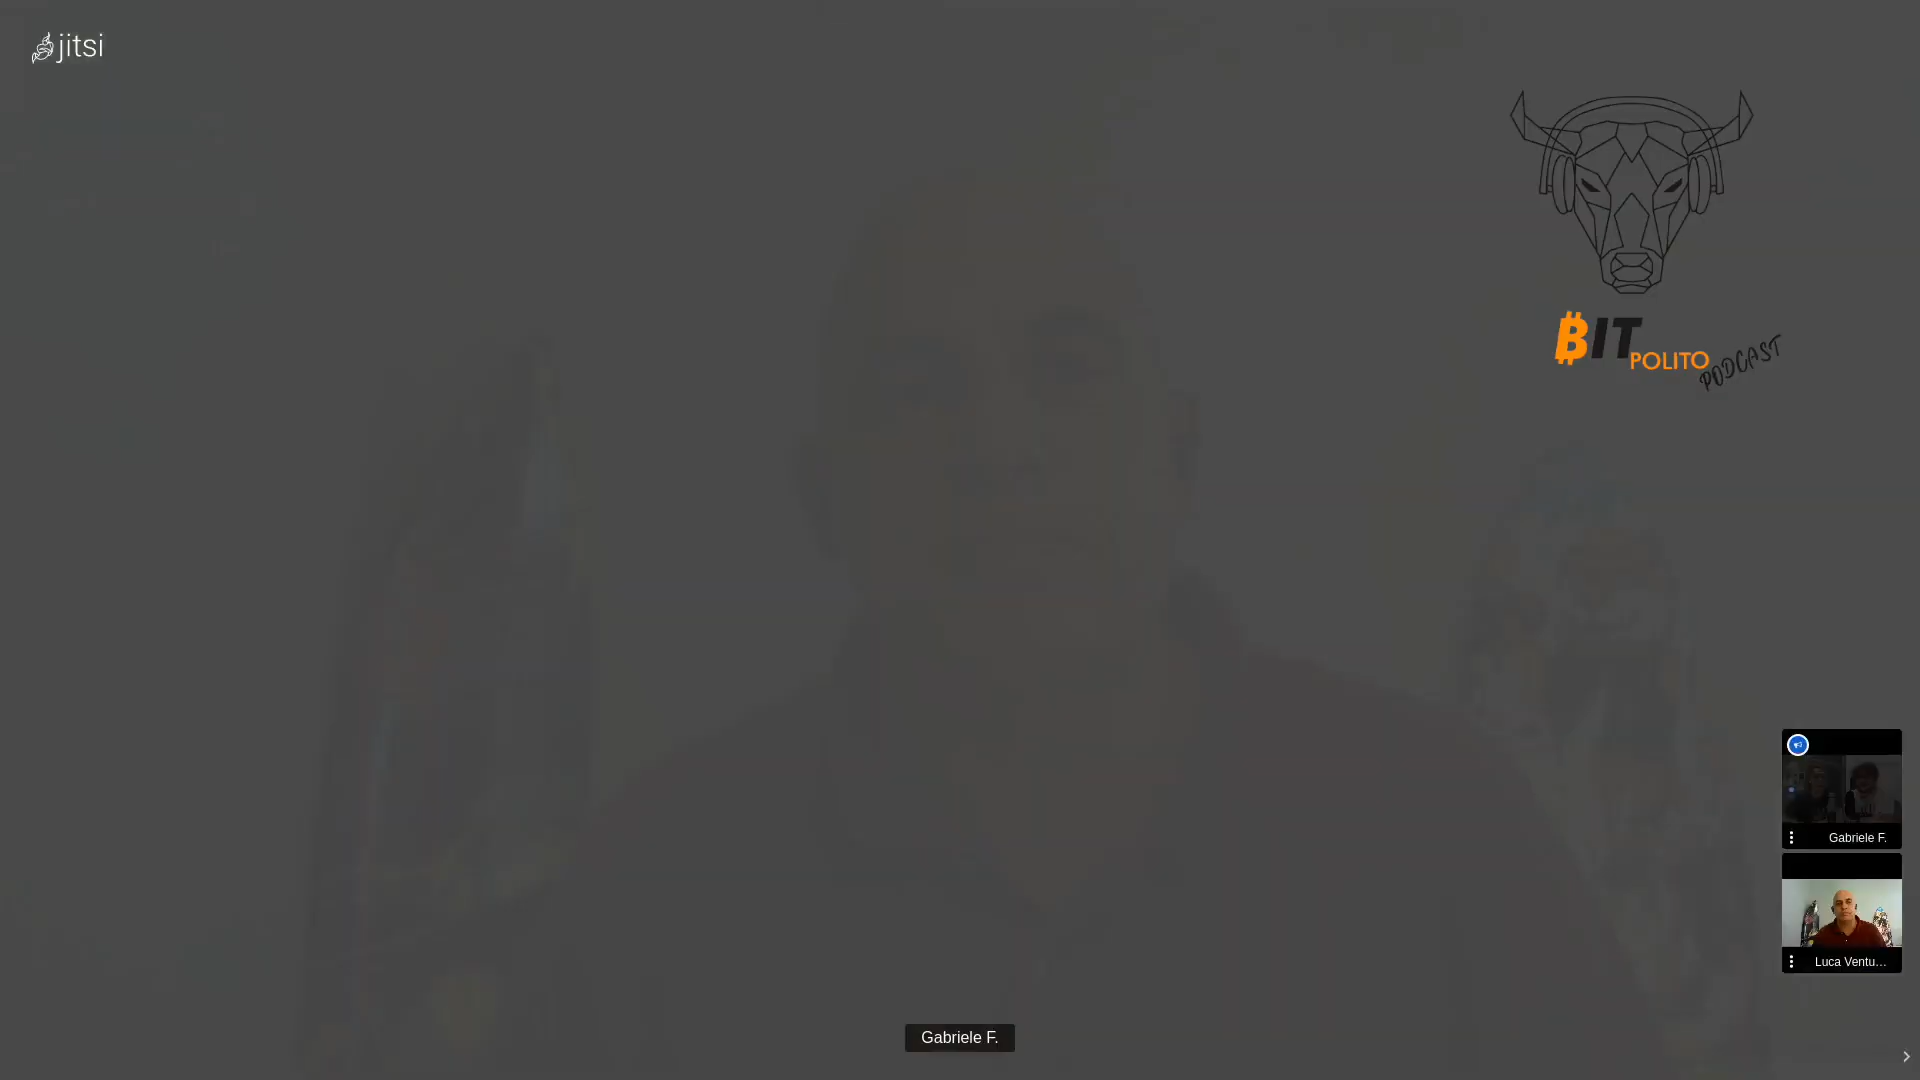 jitsi
BIT
POLITO
PODCAST
Gabriele F.
Luca Ventu…
Gabriele F.